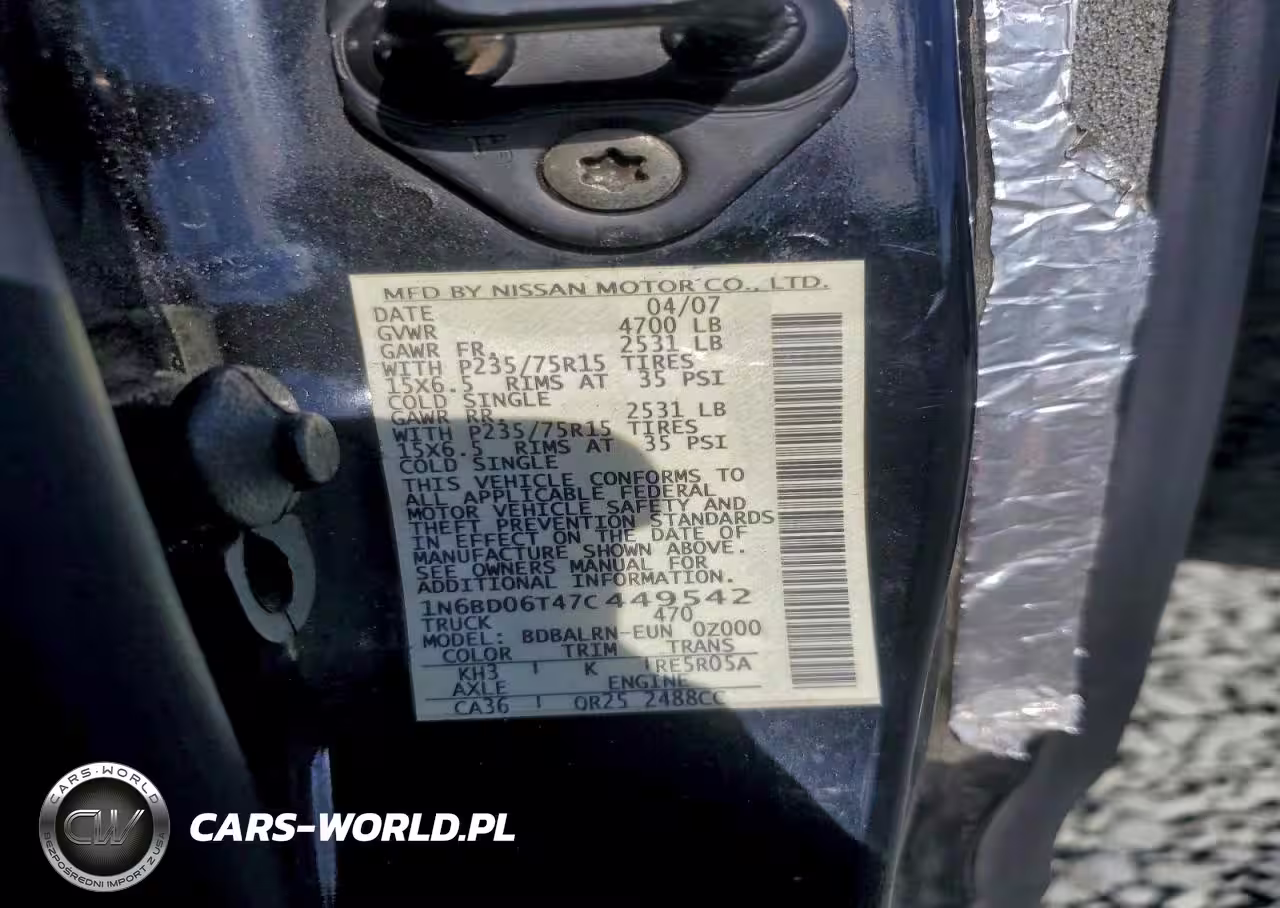 MFD BY NISSAN MOTOR CO., LTD.
DATE 04/07
GVWR 4700 LB
GAWR FR. 2531 LB
WITH P235/75R15 TIRES
15X6.5 RIMS AT 35 PSI
COLD SINGLE
GAWR RR. 2531 LB
WITH P235/75R15 TIRES
15X6.5 RIMS AT 35 PSI
COLD SINGLE
THIS VEHICLE CONFORMS TO
ALL APPLICABLE FEDERAL
MOTOR VEHICLE SAFETY AND
THEFT PREVENTION STANDARDS
IN EFFECT ON THE DATE OF
MANUFACTURE SHOWN ABOVE.
SEE OWNERS MANUAL FOR
ADDITIONAL INFORMATION.
1N6BD06T47C449542
TRUCK 470
MODEL: BDBALRN-EUN 0Z000
COLOR TRIM TRANS
KH3 K RE5R05A
AXLE ENGINE
CA36 QR25 2488CC
CARS-WORLD
CW
BEZPOŚREDNI IMPORT Z USA
CARS-WORLD.PL